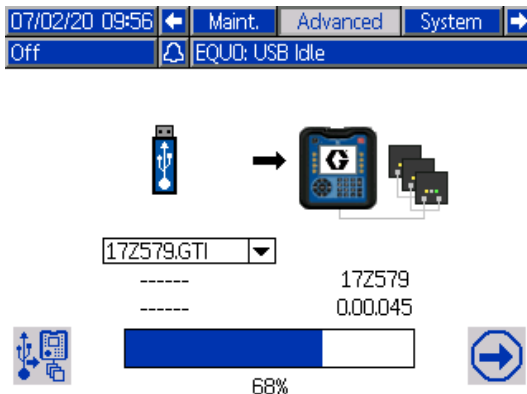 07/02/20 09:56 Maint. Advanced System
Off EQU0: USB Idle
G
17Z579.GTI
------ 17Z579
------ 0.00.045
68%